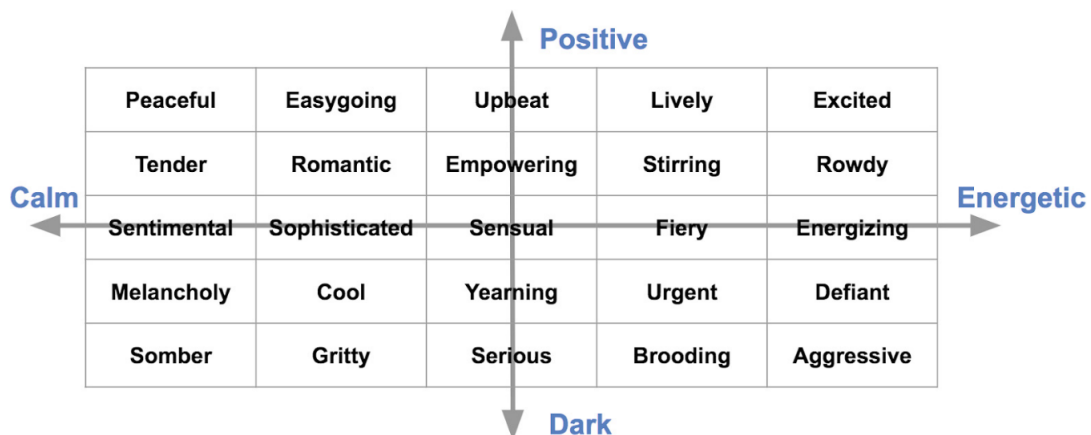 Positive
Peaceful Easygoing Upbeat Lively Excited
Tender Romantic Empowering Stirring Rowdy
Calm Energetic
Sentimental Sophisticated Sensual Fiery Energizing
Melancholy Cool Yearning Urgent Defiant
Somber Gritty Serious Brooding Aggressive
Dark